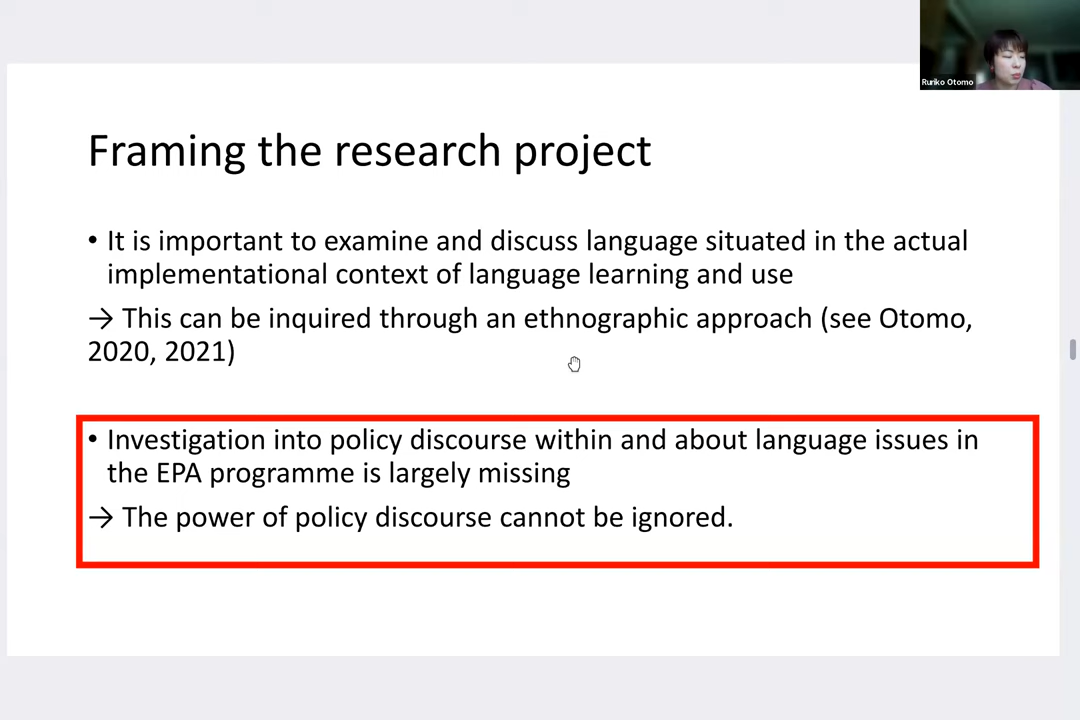 Ruriko Otomo
Framing the research project
• It is important to examine and discuss language situated in the actual
implementational context of language learning and use
→ This can be inquired through an ethnographic approach (see Otomo,
2020, 2021)
• Investigation into policy discourse within and about language issues in
the EPA programme is largely missing
→ The power of policy discourse cannot be ignored.